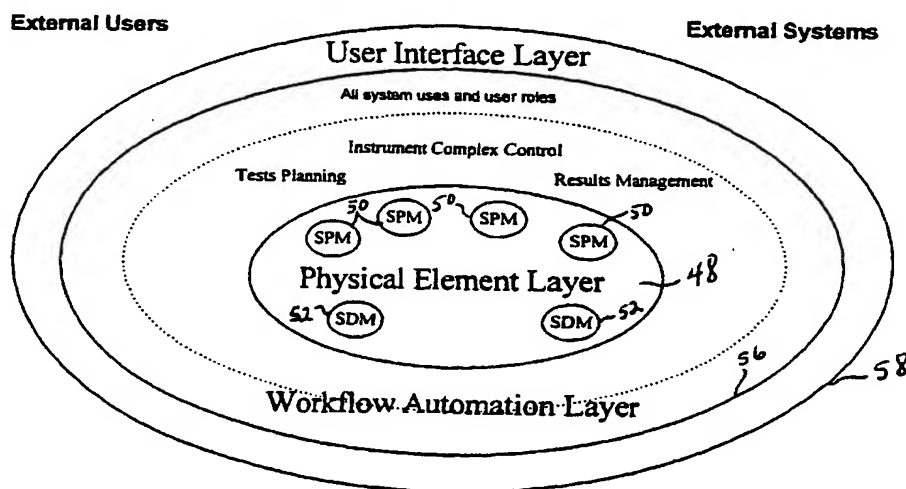 External Users
External Systems
User Interface Layer
All system uses and user roles
Instrument Complex Control
Tests Planning
Results Management
50
50
50
SPM
SPM
SPM
SPM
Physical Element Layer
48
52
SDM
SDM
52
56
58
Workflow Automation Layer